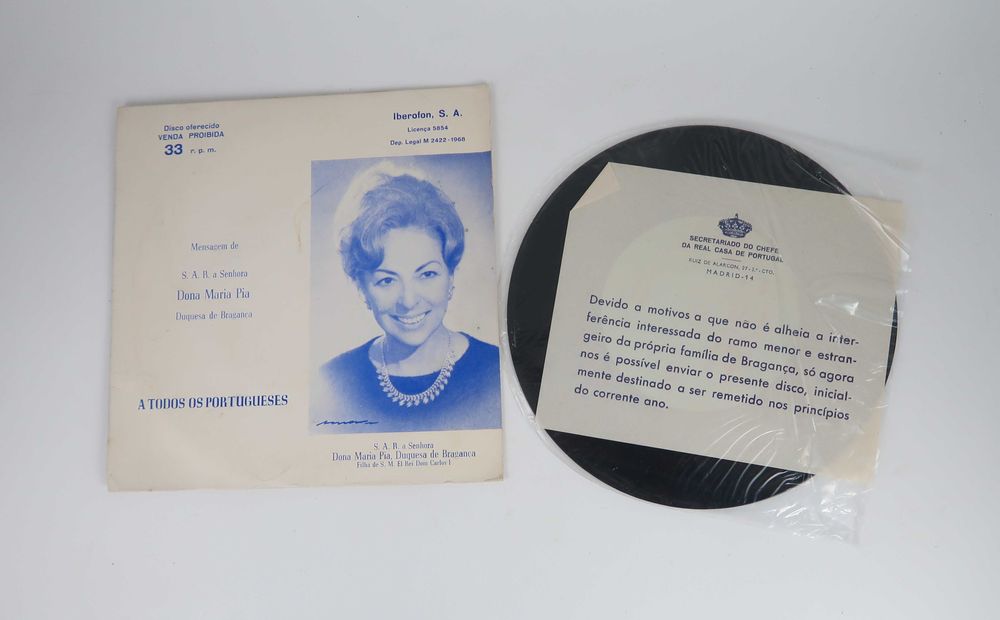 Disco oferecido
VENDA PROIBIDA
33 r. p. m.
Iberofon, S. A.
Licença 5854
Dep. Legal M 2422 - 1968
Mensagem de
S. A. R. a Senhora
Dona Maria Pia
Duquesa de Bragança
A TODOS OS PORTUGUESES
S. A. R. a Senhora
Dona Maria Pia, Duquesa de Bragança
Filha de S. M. El Rei Dom Carlos I
SECRETARIADO DO CHEFE
DA REAL CASA DE PORTUGAL
RUIZ DE ALARCON, 27 - 2.º - CTO.
MADRID-14
Devido a motivos a que não é alheia a inter-
ferência interessada do ramo menor e estran-
geiro da própria família de Bragança, só agora
nos é possível enviar o presente disco, inicial-
mente destinado a ser remetido nos princípios
do corrente ano.